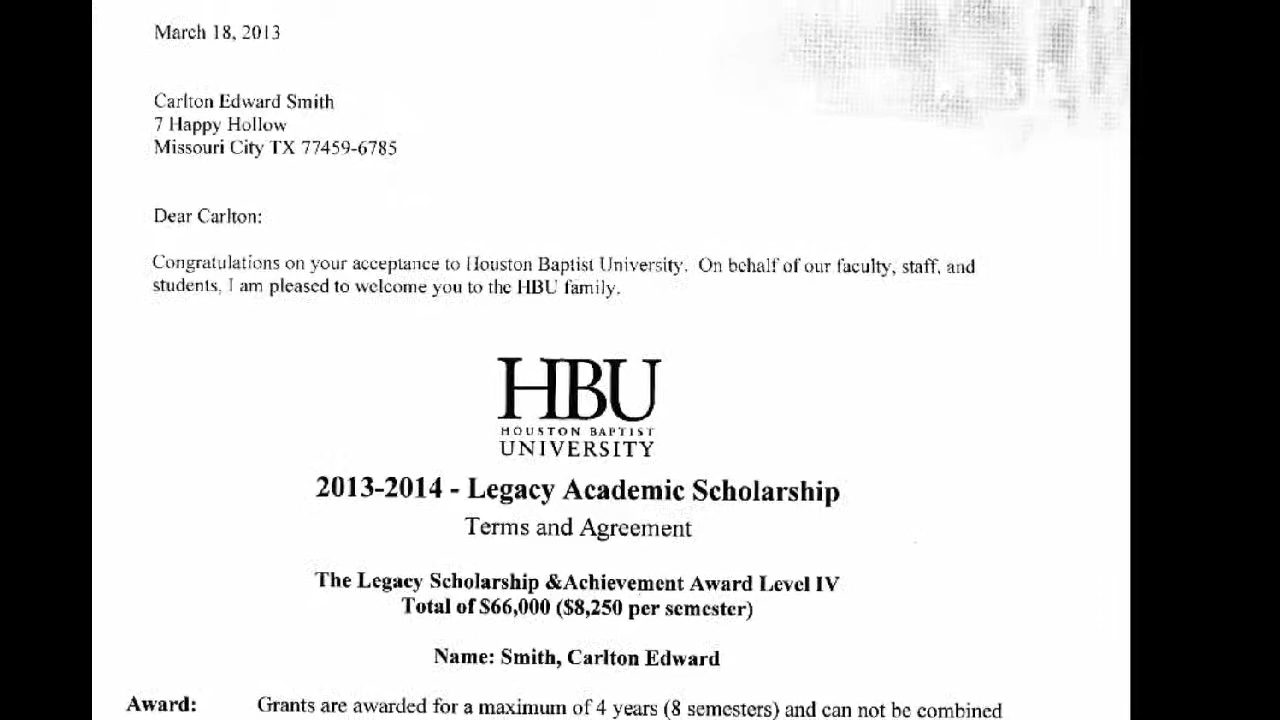 March 18, 2013
Carlton Edward Smith
7 Happy Hollow
Missouri City TX 77459-6785
Dear Carlton:
Congratulations on your acceptance to Houston Baptist University. On behalf of our faculty, staff, and
students, I am pleased to welcome you to the HBU family.
HBU
HOUSTON BAPTIST
UNIVERSITY
2013-2014 - Legacy Academic Scholarship
Terms and Agreement
The Legacy Scholarship &Achievement Award Level IV
Total of $66,000 ($8,250 per semester)
Name: Smith, Carlton Edward
Award: Grants are awarded for a maximum of 4 years (8 semesters) and can not be combined